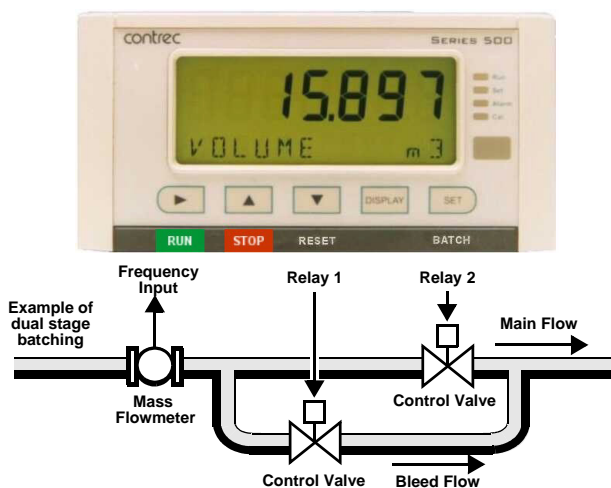 contrec SERIES 500
15.897
Run
Set
Alarm
Cal
VOLUME m3
DISPLAY SET
RUN STOP RESET BATCH
Frequency
Input
Relay 1 Relay 2
Example of
dual stage
batching
Main Flow
Mass
Flowmeter
Control Valve
Control Valve
Bleed Flow